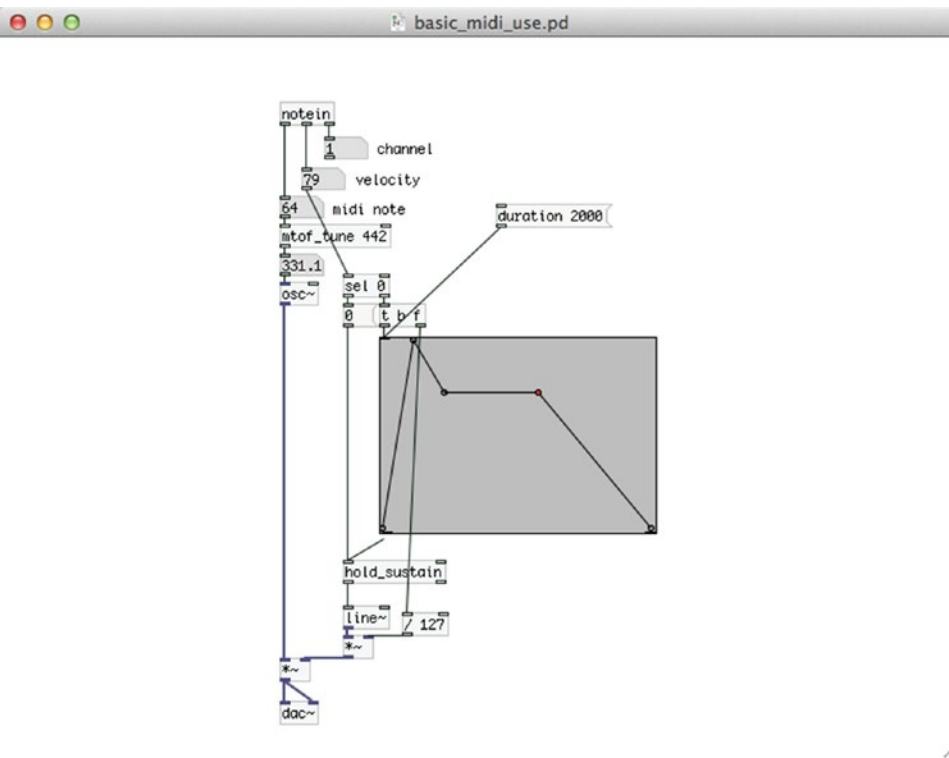 basic_midi_use.pd
notein
1 channel
79 velocity
64 midi note
duration 2000
mtof_tune 442
331.1
sel 0
osc~
0
t b f
hold_sustain
line~
/ 127
*~
*~
dac~